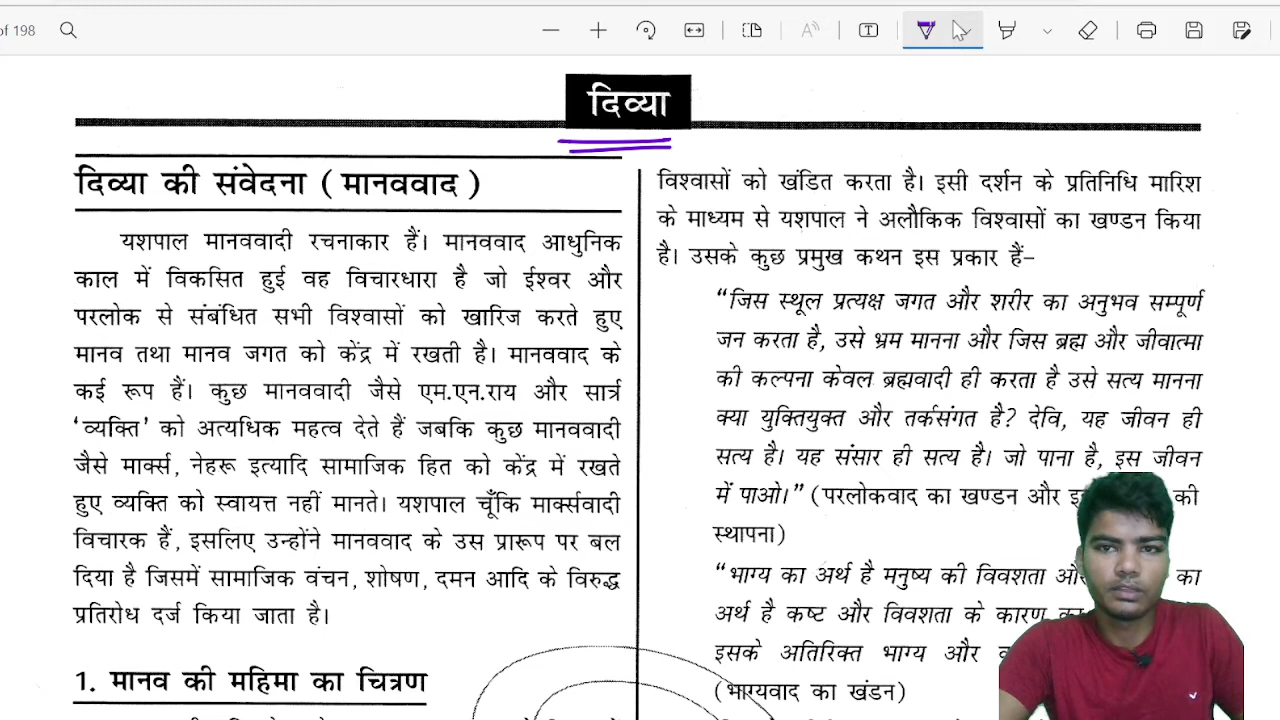 of 198
दिव्या
दिव्या की संवेदना ( मानववाद )
यशपाल मानववादी रचनाकार हैं। मानववाद आधुनिक
काल में विकसित हुई वह विचारधारा है जो ईश्वर और
परलोक से संबंधित सभी विश्वासों को खारिज करते हुए
मानव तथा मानव जगत को केंद्र में रखती है। मानववाद के
कई रूप हैं। कुछ मानववादी जैसे एम.एन.राय और सार्त्र
‘व्यक्ति’ को अत्यधिक महत्व देते हैं जबकि कुछ मानववादी
जैसे मार्क्स, नेहरू इत्यादि सामाजिक हित को केंद्र में रखते
हुए व्यक्ति को स्वायत्त नहीं मानते। यशपाल चूँकि मार्क्सवादी
विचारक हैं, इसलिए उन्होंने मानववाद के उस प्रारूप पर बल
दिया है जिसमें सामाजिक वंचन, शोषण, दमन आदि के विरुद्ध
प्रतिरोध दर्ज किया जाता है।
1. मानव की महिमा का चित्रण
विश्वासों को खंडित करता है। इसी दर्शन के प्रतिनिधि मारिश
के माध्यम से यशपाल ने अलौकिक विश्वासों का खण्डन किया
है। उसके कुछ प्रमुख कथन इस प्रकार हैं–
“जिस स्थूल प्रत्यक्ष जगत और शरीर का अनुभव सम्पूर्ण
जन करता है, उसे भ्रम मानना और जिस ब्रह्म और जीवात्मा
की कल्पना केवल ब्रह्मवादी ही करता है उसे सत्य मानना
क्या युक्तियुक्त और तर्कसंगत है? देवि, यह जीवन ही
सत्य है। यह संसार ही सत्य है। जो पाना है, इस जीवन
में पाओ।” (परलोकवाद का खण्डन और की
स्थापना)
“भाग्य का अर्थ है मनुष्य की विवशता का
अर्थ है कष्ट और विवशता के कारण
इसके अतिरिक्त भाग्य और
(भाग्यवाद का खंडन)